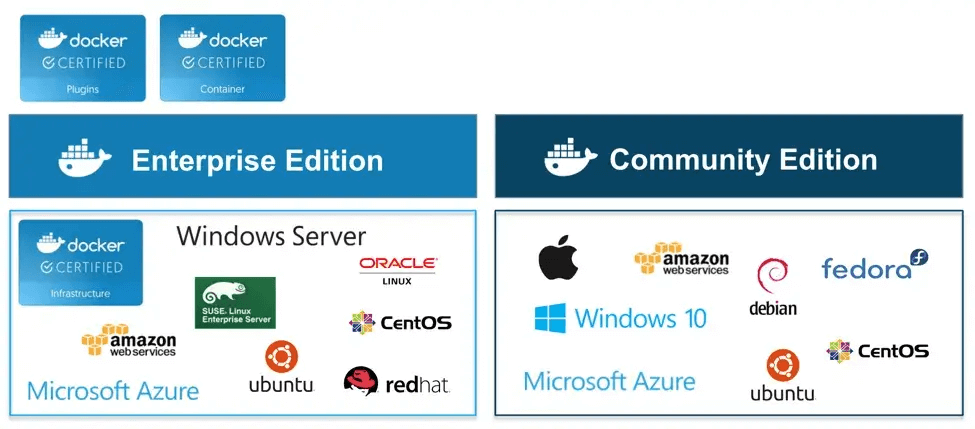 docker
CERTIFIED
Plugins
docker
CERTIFIED
Container
Enterprise Edition
docker
CERTIFIED
Infrastructure
Windows Server
ORACLE
LINUX
SUSE. Linux
Enterprise Server
amazon
web services
CentOS
ubuntu
redhat.
Microsoft Azure
Community Edition
amazon
web services
debian
fedora
Windows 10
CentOS
Microsoft Azure
ubuntu